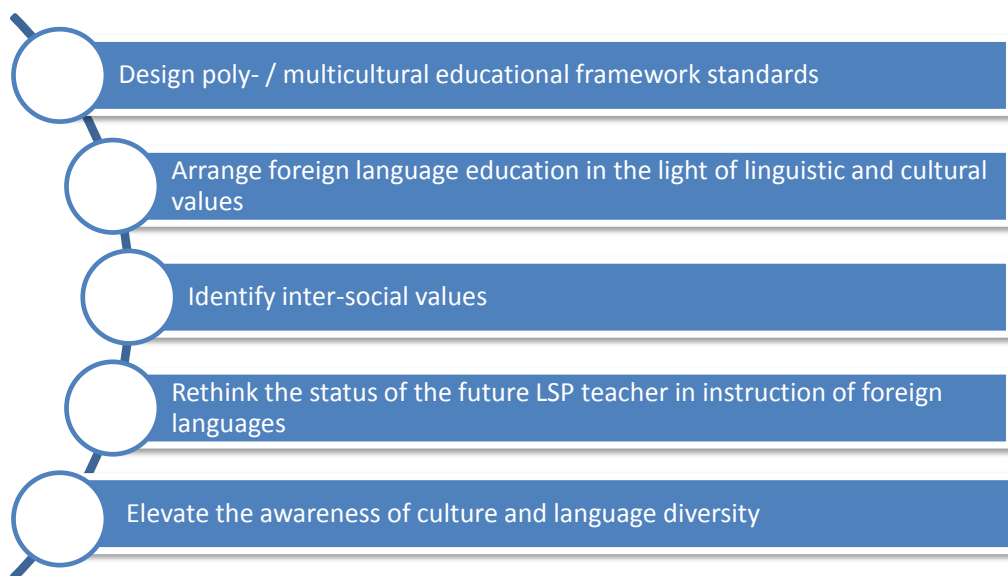 Design poly- / multicultural educational framework standards
Arrange foreign language education in the light of linguistic and cultural
values
Identify inter-social values
Rethink the status of the future LSP teacher in instruction of foreign
languages
Elevate the awareness of culture and language diversity